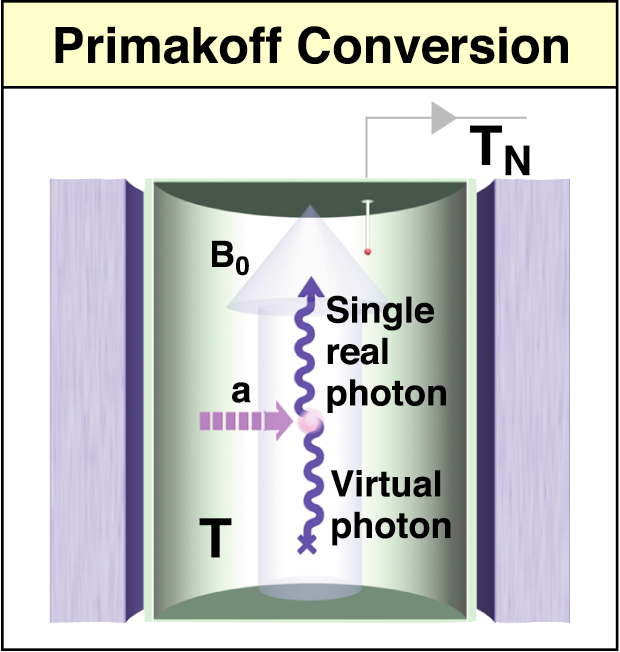 Primakoff Conversion
T_N
B_0
Single
real
photon
a
Virtual
photon
T